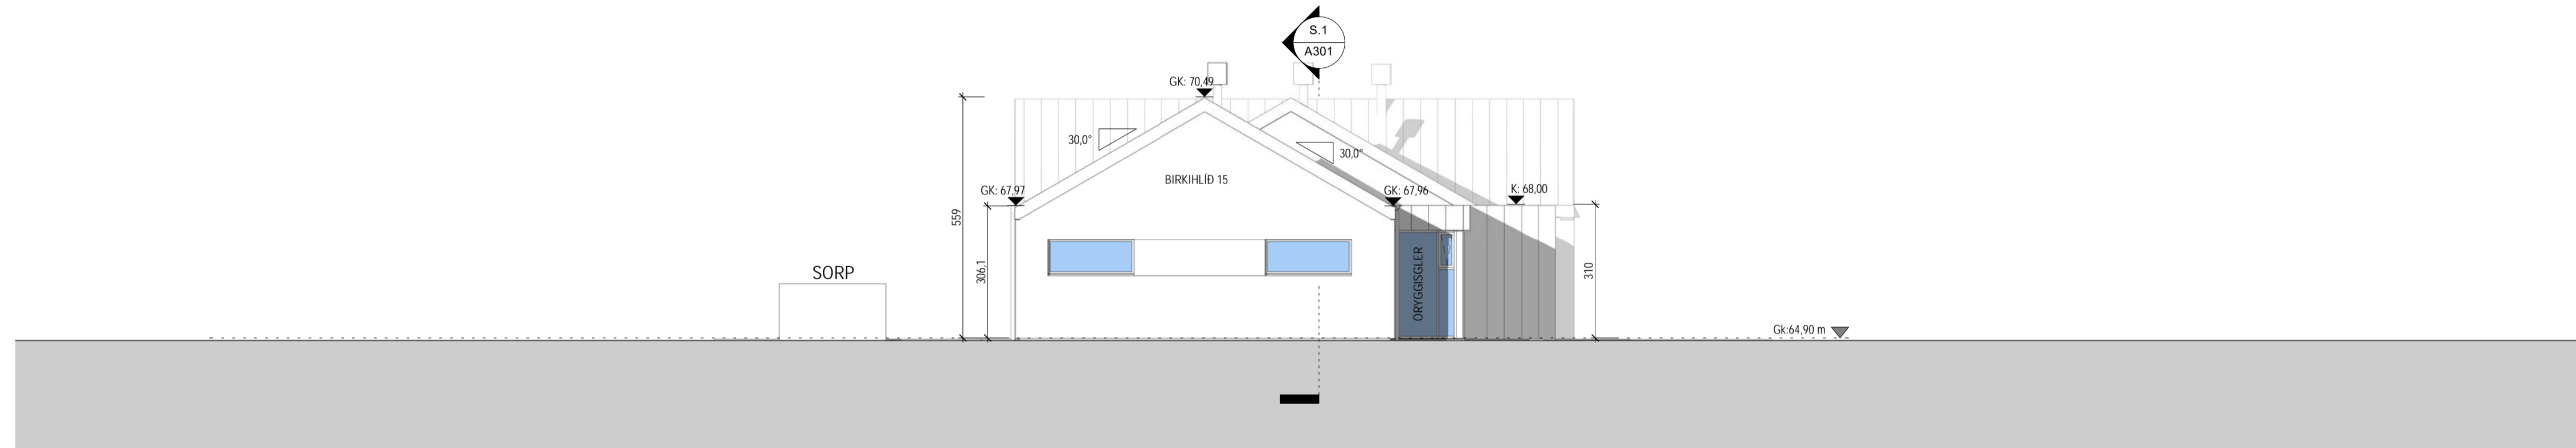 S.1
A301
GK: 70,49
30,0°
30,0°
BIRKIHLÍÐ 15
GK: 67,97
GK: 67,96
K: 68,00
559
306,1
310
SORP
ÖRYGGISGLER
Gk:64,90 m